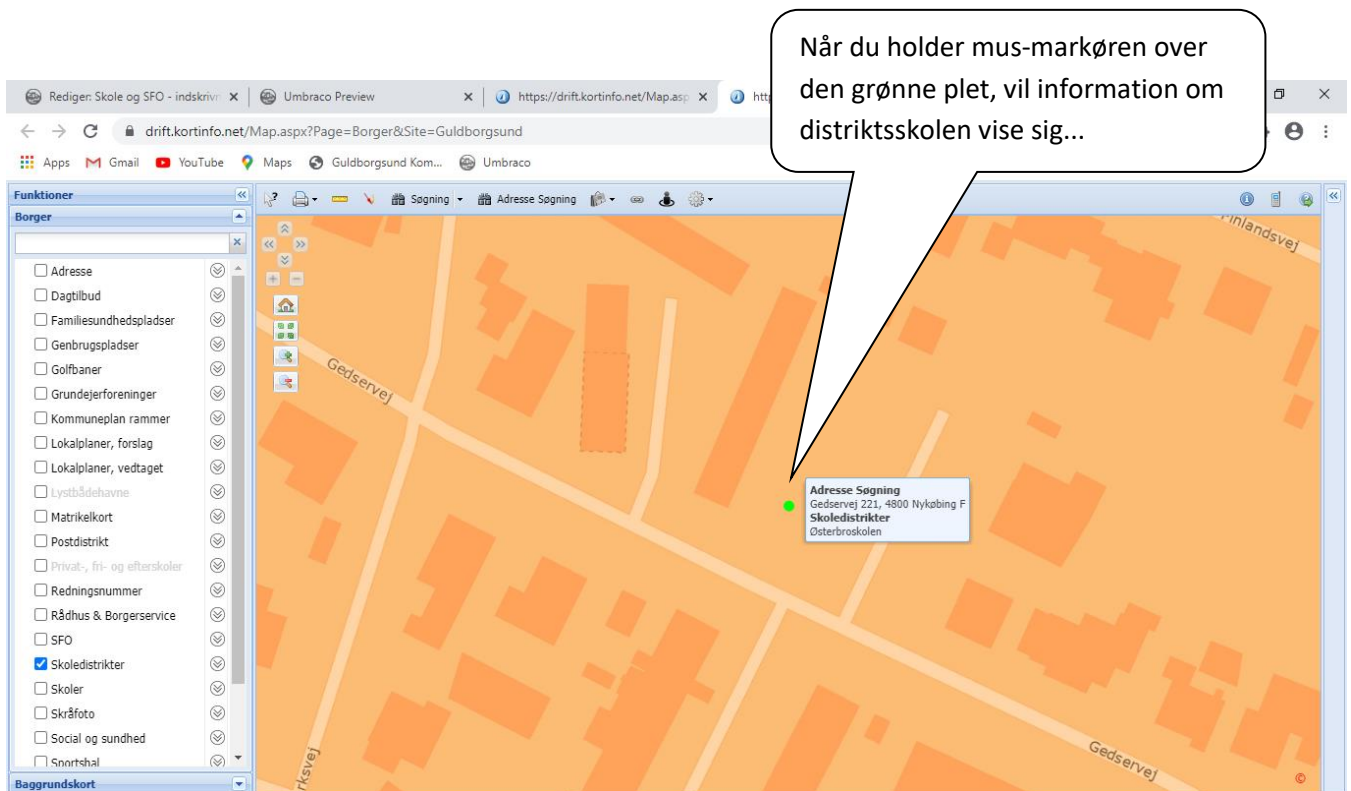 Når du holder mus-markøren over
den grønne plet, vil information om
distriktsskolen vise sig...
Rediger: Skole og SFO - indskrivn
Umbraco Preview
https://drift.kortinfo.net/Map.asp
drift.kortinfo.net/Map.aspx?Page=Borger&Site=Guldborgsund
Apps Gmail YouTube Maps Guldborgsund Kom... Umbraco
Funktioner
Søgning Adresse Søgning
Borger
Adresse
Dagtilbud
Familiesundhedspladser
Genbrugspladser
Golfbaner
Grundejerforeninger
Kommuneplan rammer
Lokalplaner, forslag
Lokalplaner, vedtaget
Lystbådehavne
Matrikelkort
Postdistrikt
Privat-, fri- og efterskoler
Redningsnummer
Rådhus & Borgerservice
SFO
Skoledistrikter
Skoler
Skråfoto
Social og sundhed
Sportshal
Baggrundskort
Finlandsvej
Gedservej
Adresse Søgning
Gedservej 221, 4800 Nykøbing F
Skoledistrikter
Østerbroskolen
Gedservej
rksvej
©